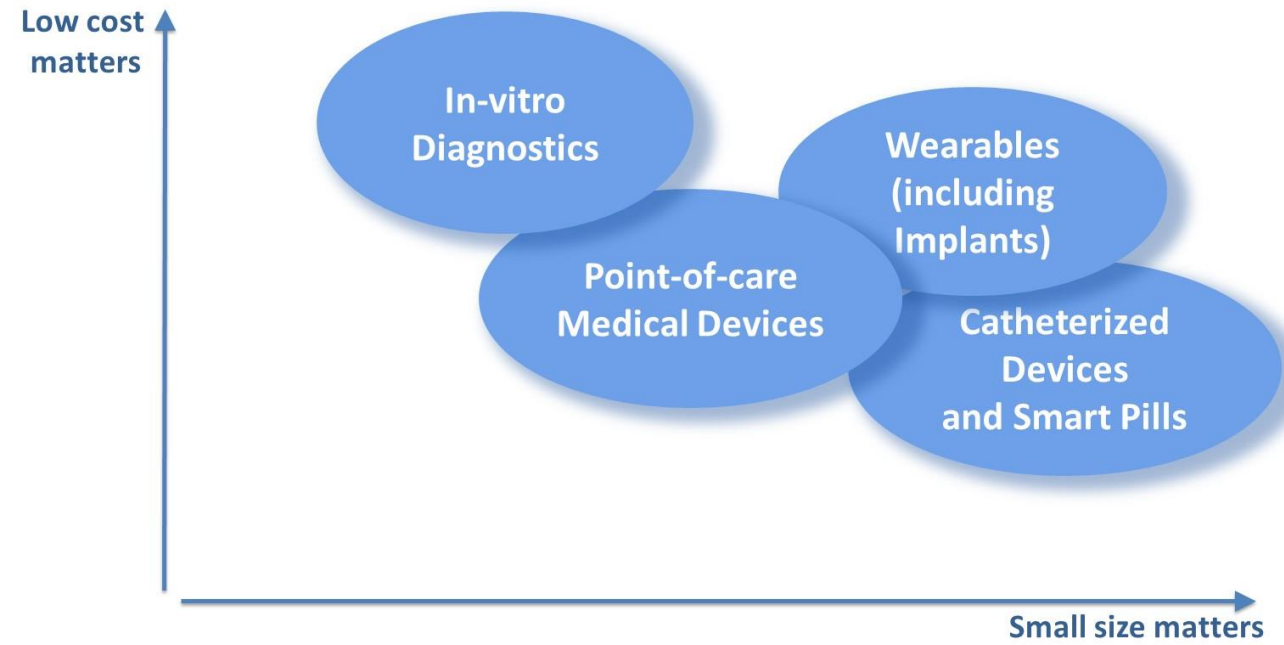 Low cost
matters
In-vitro
Diagnostics
Wearables
(including
Implants)
Point-of-care
Medical Devices
Catheterized
Devices
and Smart Pills
Small size matters